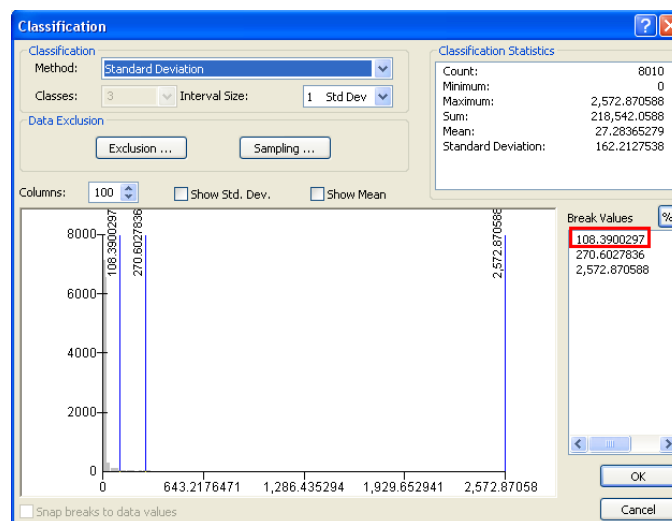 Classification
Classification
Method: Standard Deviation
Classes: 3 Interval Size: 1 Std Dev
Data Exclusion
Exclusion ... Sampling ...
Classification Statistics
Count: 8010
Minimum: 0
Maximum: 2,572.870588
Sum: 218,542.0588
Mean: 27.28365279
Standard Deviation: 162.2127538
Columns: 100 Show Std. Dev. Show Mean
Break Values %
108.3900297
270.6027836
2,572.870588
108.3900297
270.6027836
2,572.870588
8000
6000
4000
2000
0
0 643.2176471 1,286.435294 1,929.652941 2,572.87058
OK
Snap breaks to data values
Cancel